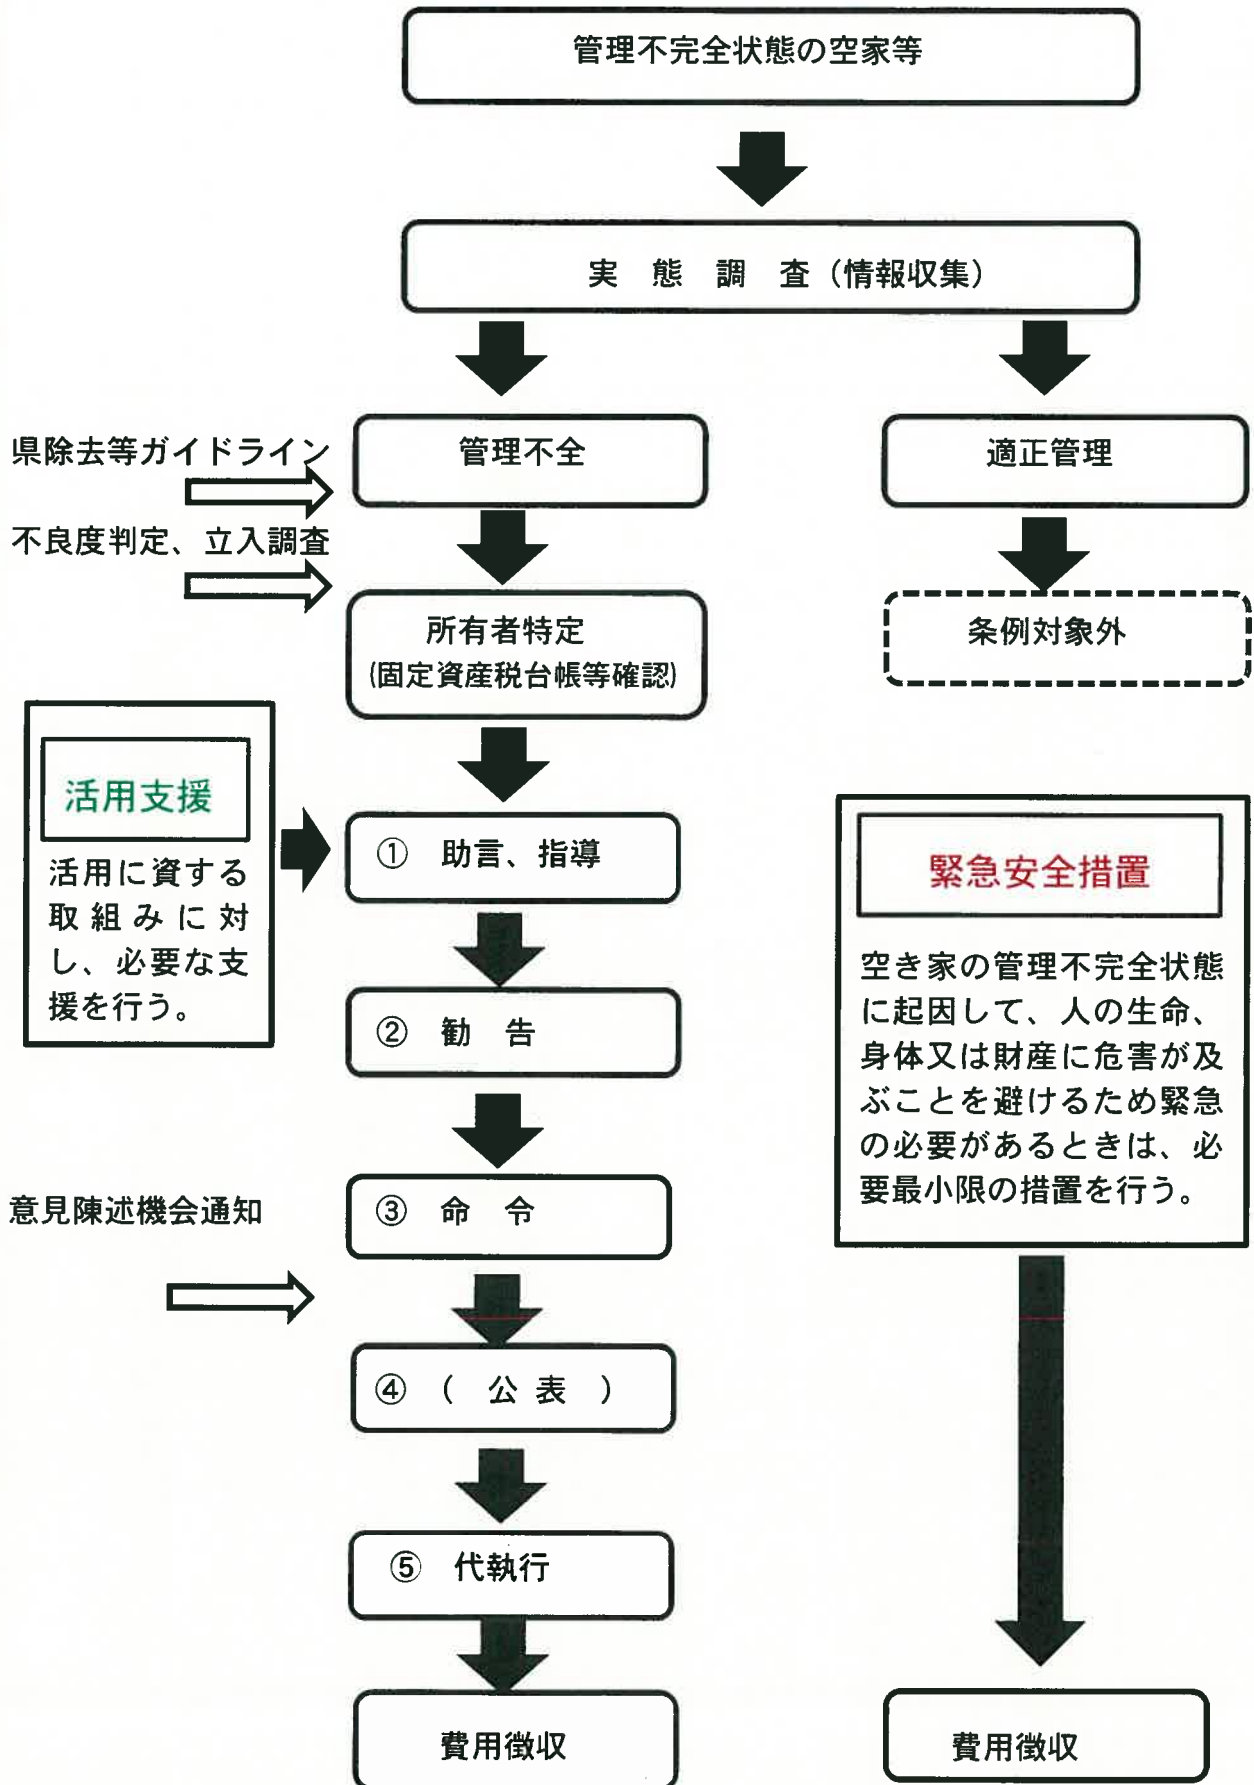 管理不完全状態の空家等
実　態　調　査（情報収集）
県除去等ガイドライン
管理不全
適正管理
不良度判定、立入調査
所有者特定
(固定資産税台帳等確認)
条例対象外
活用支援
活用に資する
取組みに対
し、必要な支
援を行う。
①　助言、指導
緊急安全措置
空き家の管理不完全状態
に起因して、人の生命、
身体又は財産に危害が及
ぶことを避けるため緊急
の必要があるときは、必
要最小限の措置を行う。
②　勧　告
意見陳述機会通知
③　命　令
④　（　公　表　）
⑤　代執行
費用徴収
費用徴収